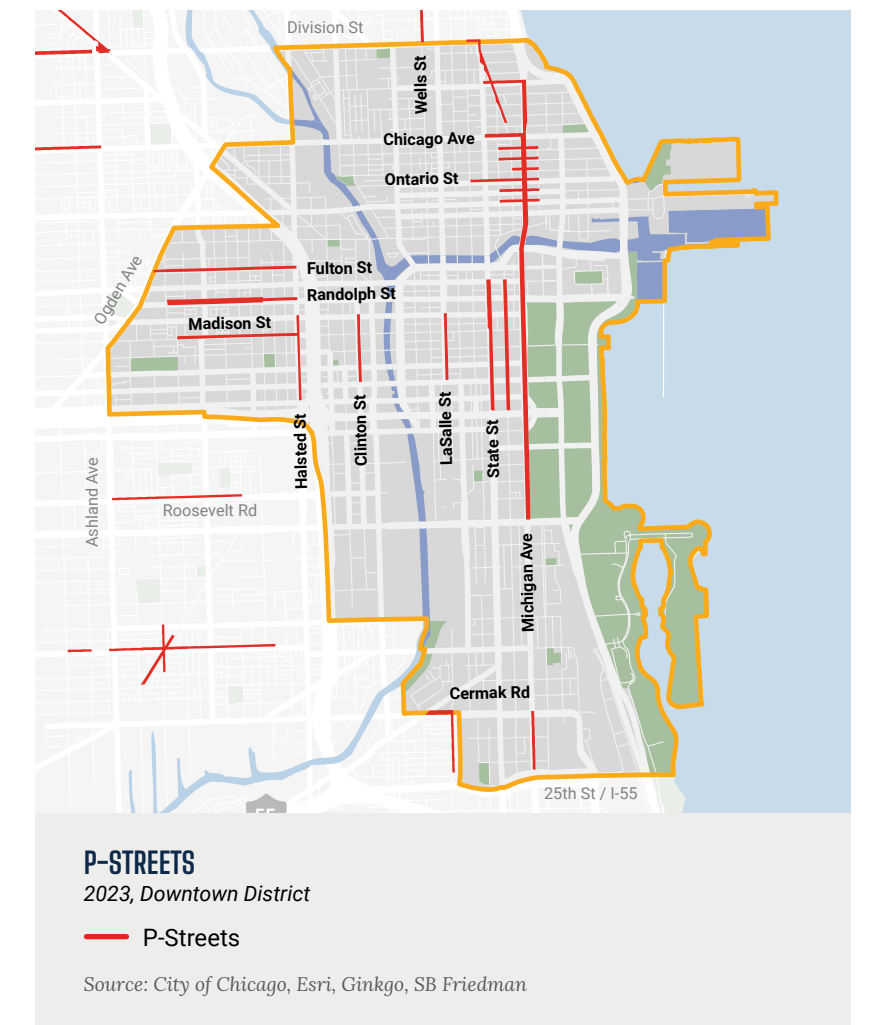 Division St
Wells St
Chicago Ave
Ontario St
Ogden Ave
Fulton St
Randolph St
Madison St
Halsted St
Clinton St
LaSalle St
State St
Ashland Ave
Roosevelt Rd
Michigan Ave
Cermak Rd
25th St / I-55
55
P-STREETS
2023, Downtown District
P-Streets
Source: City of Chicago, Esri, Ginkgo, SB Friedman